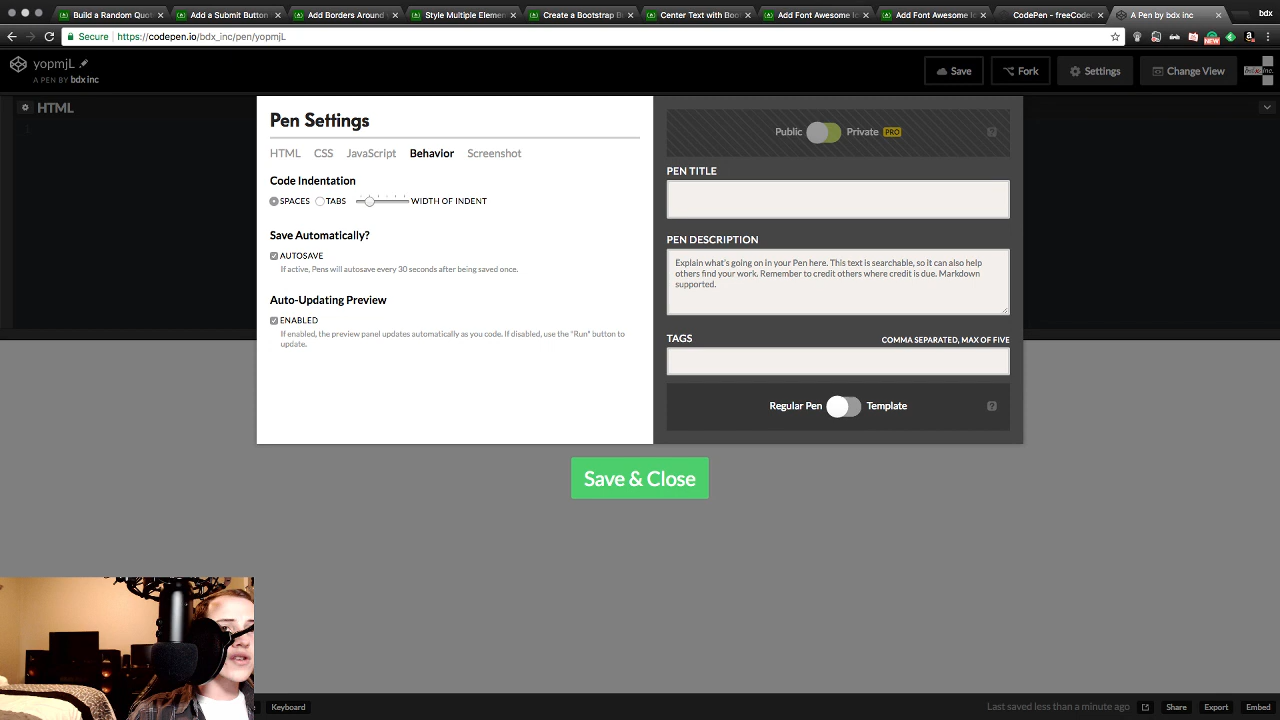 Build a Random Quot
Add a Submit Button
Add Borders Around
Style Multiple Elemen
Create a Bootstrap B
Center Text with Boo
Add Font Awesome Ic
Add Font Awesome Ic
CodePen - freeCodeC
A Pen by bdx inc
bdx
Secure
https://codepen.io/bdx_inc/pen/yopmjL
NEW
yopmjL
A PEN BY bdx inc
Save
Fork
Settings
Change View
HTML
1
Pen Settings
HTML CSS JavaScript Behavior Screenshot
Code Indentation
SPACES TABS WIDTH OF INDENT
Save Automatically?
AUTOSAVE
If active, Pens will autosave every 30 seconds after being saved once.
Auto-Updating Preview
ENABLED
If enabled, the preview panel updates automatically as you code. If disabled, use the "Run" button to
update.
Public Private PRO ?
PEN TITLE
PEN DESCRIPTION
Explain what's going on in your Pen here. This text is searchable, so it can also help
others find your work. Remember to credit others where credit is due. Markdown
supported.
TAGS COMMA SEPARATED, MAX OF FIVE
Regular Pen Template ?
Save & Close
Keyboard
Last saved less than a minute ago
Share
Export
Embed